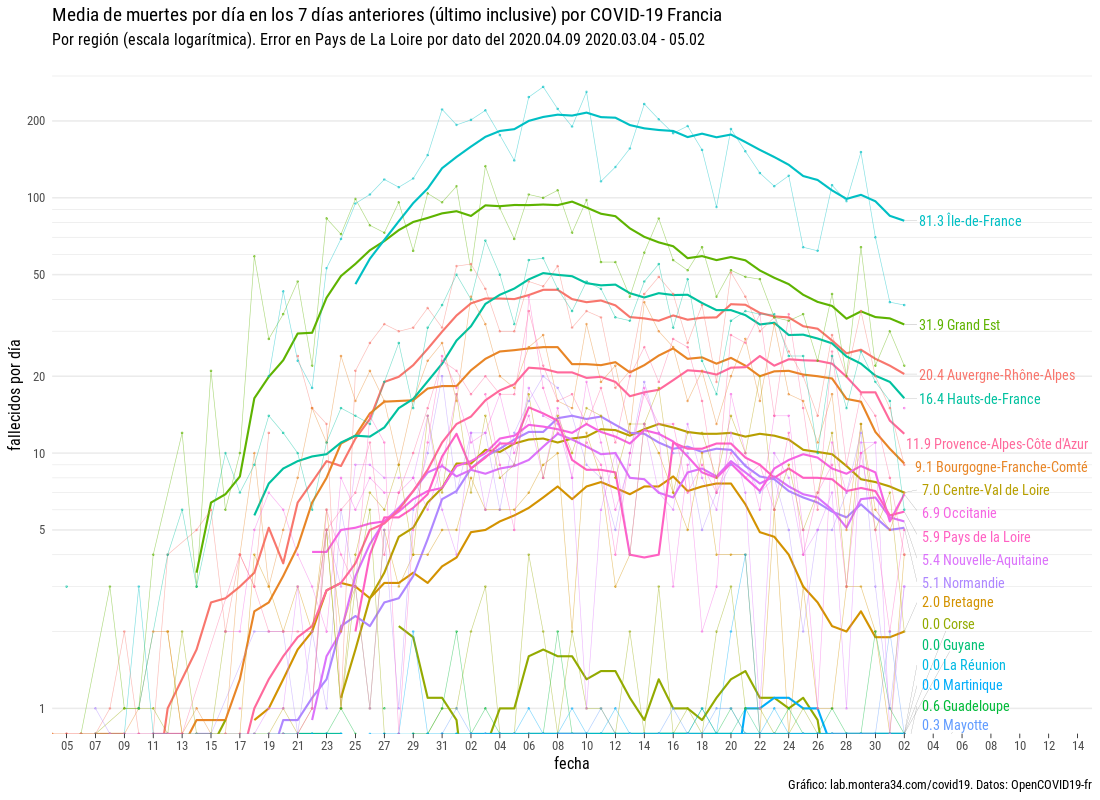 Media de muertes por día en los 7 días anteriores (último inclusive) por COVID-19 Francia
Por región (escala logarítmica). Error en Pays de La Loire por dato del 2020.04.09 2020.03.04 - 05.02
fallecidos por día
200
100
50
20
10
5
1
81.3 Île-de-France
31.9 Grand Est
20.4 Auvergne-Rhône-Alpes
16.4 Hauts-de-France
11.9 Provence-Alpes-Côte d'Azur
9.1 Bourgogne-Franche-Comté
7.0 Centre-Val de Loire
6.9 Occitanie
5.9 Pays de la Loire
5.4 Nouvelle-Aquitaine
5.1 Normandie
2.0 Bretagne
0.0 Corse
0.0 Guyane
0.0 La Réunion
0.0 Martinique
0.6 Guadeloupe
0.3 Mayotte
05 07 09 11 13 15 17 19 21 23 25 27 29 31 02 04 06 08 10 12 14 16 18 20 22 24 26 28 30 02 04 06 08 10 12 14
fecha
Gráfico: lab.montera34.com/covid19. Datos: OpenCOVID19-fr